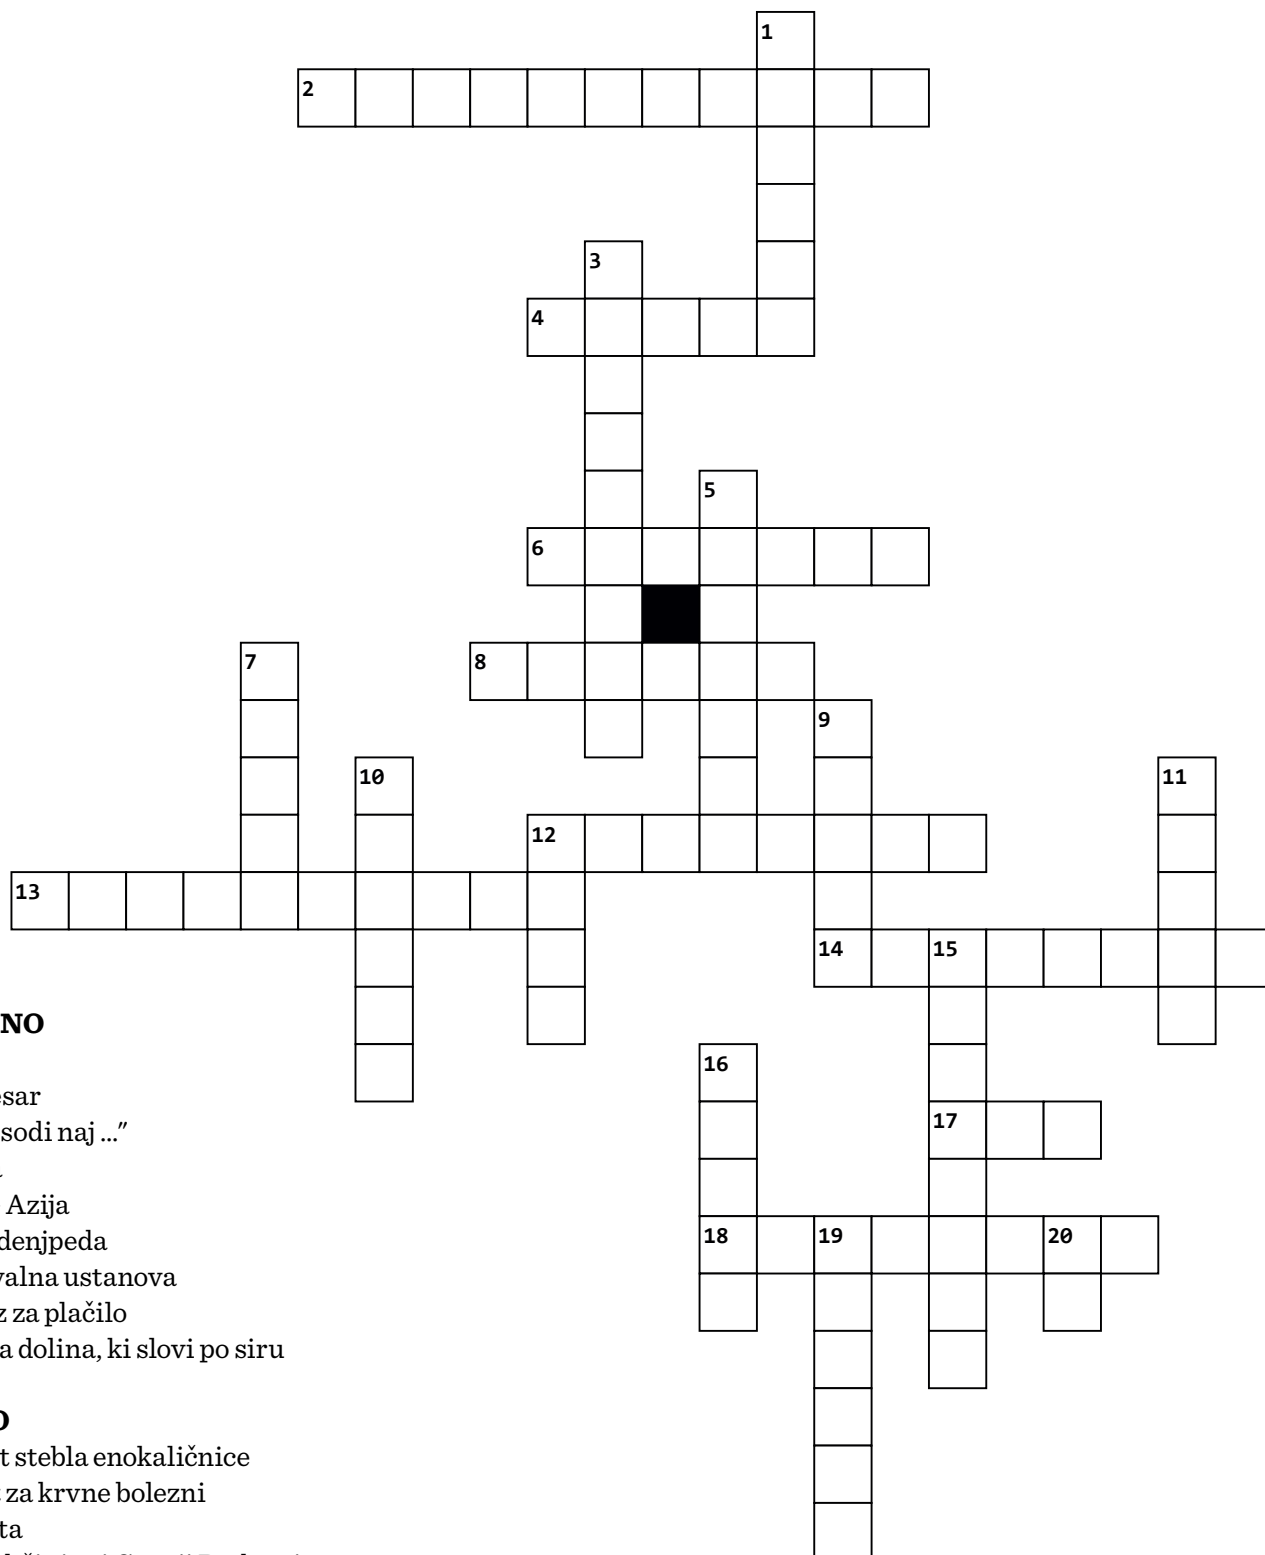 1
2
3
4
5
6
7
8
9
10
11
12
13
14
15
NO
16
sar
17
sodi naj ..."
Azija
denjpeda
18
19
20
valna ustanova
z za plačilo
a dolina, ki slovi po siru
O
t stebla enokaličnice
za krvne bolezni
ta